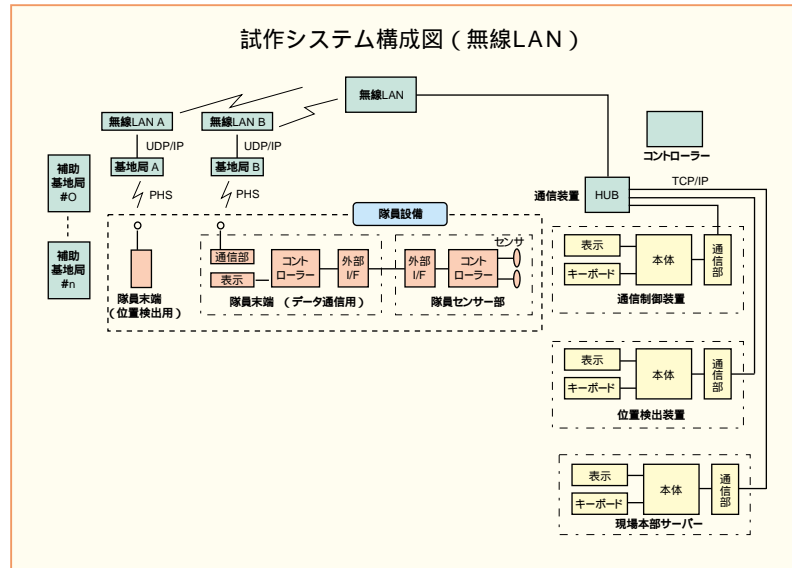 試作システム構成図（無線LAN）
無線LAN
無線LAN A
無線LAN B
UDP/IP
UDP/IP
基地局 A
基地局 B
PHS
PHS
補助
基地局
#O
補助
基地局
#n
コントローラー
TCP/IP
通信装置
HUB
隊員設備
隊員末端
（位置検出用）
通信部
表示
コント
ローラー
外部
I/F
隊員末端 （データ通信用）
外部
I/F
コント
ローラー
センサ
隊員センサー部
表示
キーボード
本体
通信部
通信制御装置
表示
キーボード
本体
通信部
位置検出装置
表示
キーボード
本体
通信部
現場本部サーバー